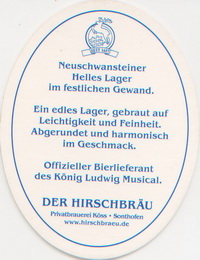 Neuschwansteiner
Helles Lager
im festlichen Gewand.
Ein edles Lager, gebraut auf
Leichtigkeit und Feinheit.
Abgerundet und harmonisch
im Geschmack.
Offizieller Bierlieferant
des König Ludwig Musical.
DER HIRSCHBRÄU
Privatbrauerei Höss - Sonthofen
www.hirschbraeu.de